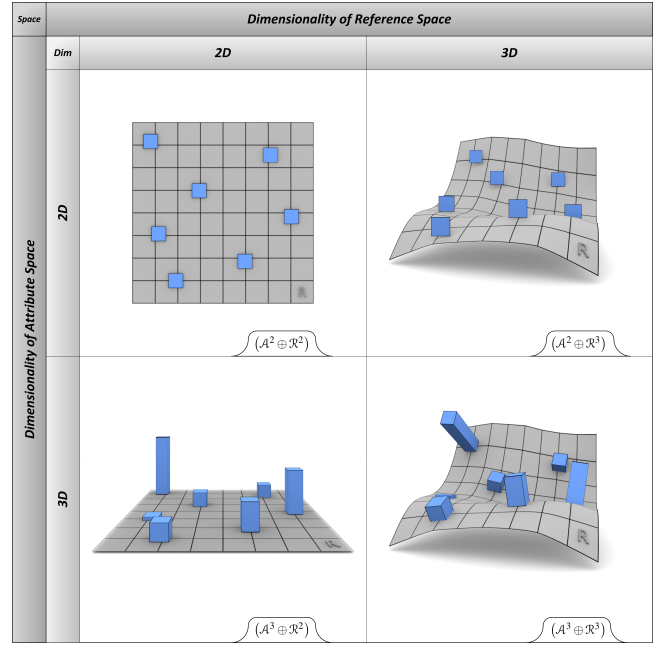 Space
Dimensionality of Reference Space
Dim
2D
3D
Dimensionality of Attribute Space
2D
R
R
(𝒜² ⊕ ℛ²)
(𝒜² ⊕ ℛ³)
3D
R
R
(𝒜³ ⊕ ℛ²)
(𝒜³ ⊕ ℛ³)